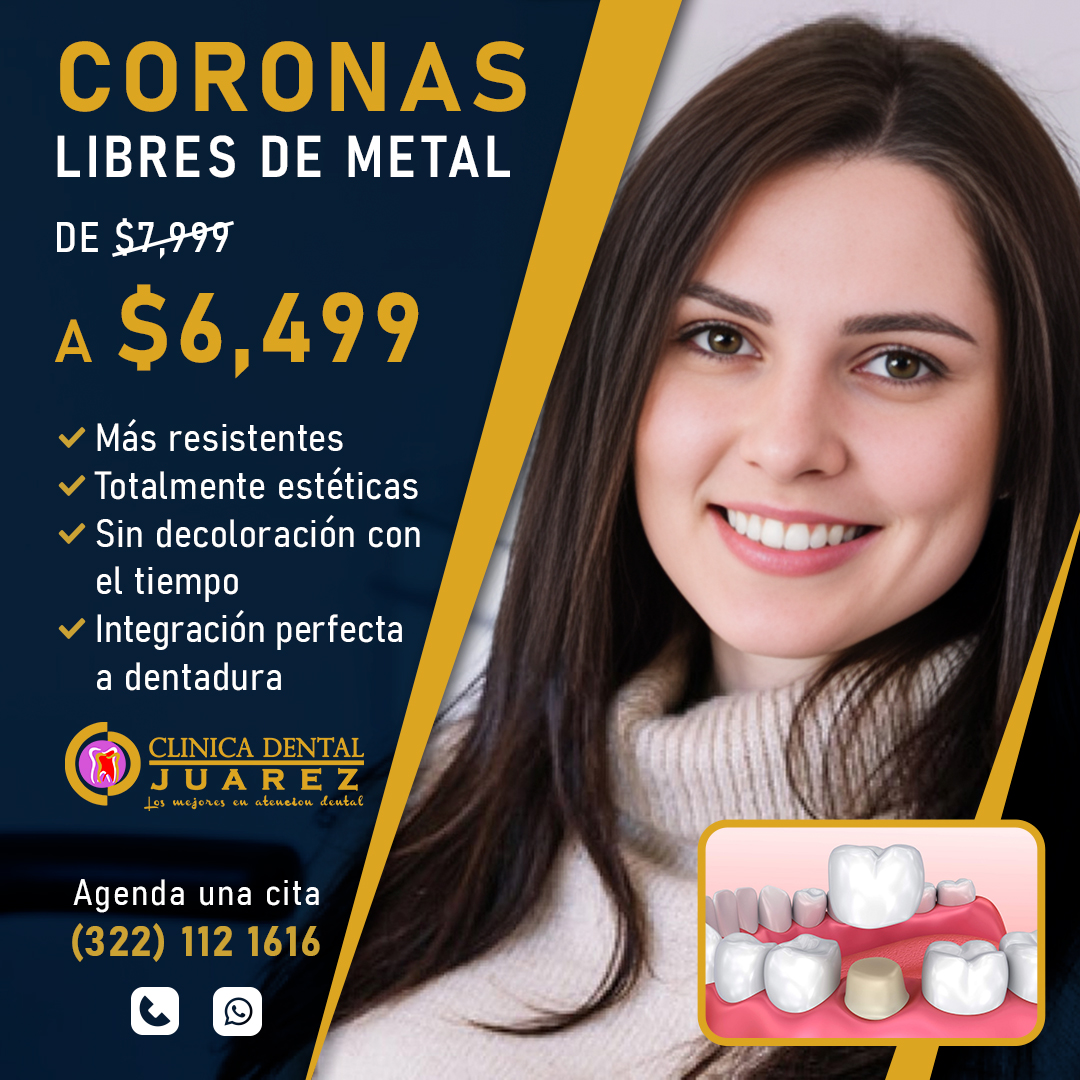 CORONAS
LIBRES DE METAL
DE $7,999
A $6,499
Más resistentes
Totalmente estéticas
Sin decoloración con
el tiempo
Integración perfecta
a dentadura
CLINICA DENTAL
JUAREZ
Los mejores en atencion dental
Agenda una cita
(322) 112 1616